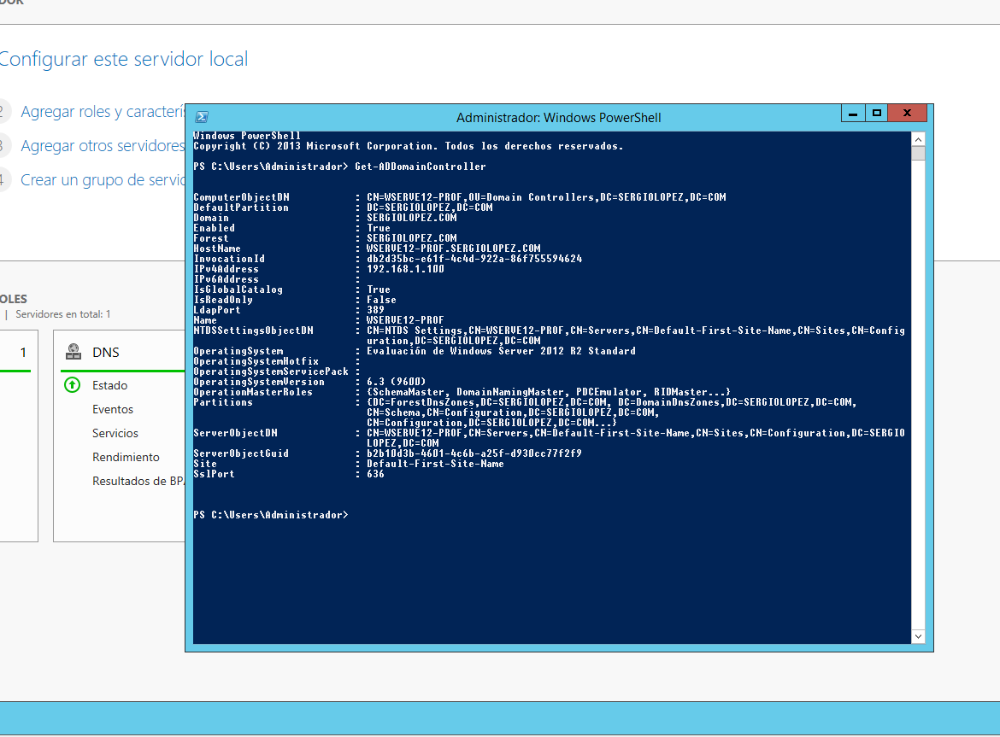 Configurar este servidor local
2 Agregar roles y caracterís
3 Agregar otros servidores
4 Crear un grupo de servic
OLES
| Servidores en total: 1
1
DNS
Estado
Eventos
Servicios
Rendimiento
Resultados de BPA
Administrador: Windows PowerShell
Windows PowerShell
Copyright (C) 2013 Microsoft Corporation. Todos los derechos reservados.
PS C:\Users\Administrador> Get-ADDomainController
ComputerObjectDN : CN=WSERVE12-PROF,OU=Domain Controllers,DC=SERGIOLOPEZ,DC=COM
DefaultPartition : DC=SERGIOLOPEZ,DC=COM
Domain : SERGIOLOPEZ.COM
Enabled : True
Forest : SERGIOLOPEZ.COM
HostName : WSERVE12-PROF.SERGIOLOPEZ.COM
InvocationId : db2d35bc-e61f-4c4d-922a-86f755594624
IPv4Address : 192.168.1.100
IPv6Address :
IsGlobalCatalog : True
IsReadOnly : False
LdapPort : 389
Name : WSERVE12-PROF
NTDSSettingsObjectDN : CN=NTDS Settings,CN=WSERVE12-PROF,CN=Servers,CN=Default-First-Site-Name,CN=Sites,CN=Config
uration,DC=SERGIOLOPEZ,DC=COM
OperatingSystem : Evaluación de Windows Server 2012 R2 Standard
OperatingSystemHotfix :
OperatingSystemServicePack :
OperatingSystemVersion : 6.3 (9600)
OperationMasterRoles : {SchemaMaster, DomainNamingMaster, PDCEmulator, RIDMaster...}
Partitions : {DC=ForestDnsZones,DC=SERGIOLOPEZ,DC=COM, DC=DomainDnsZones,DC=SERGIOLOPEZ,DC=COM,
CN=Schema,CN=Configuration,DC=SERGIOLOPEZ,DC=COM,
CN=Configuration,DC=SERGIOLOPEZ,DC=COM...}
ServerObjectDN : CN=WSERVE12-PROF,CN=Servers,CN=Default-First-Site-Name,CN=Sites,CN=Configuration,DC=SERGIO
LOPEZ,DC=COM
ServerObjectGuid : b2b10d3b-4601-4c6b-a25f-d930cc77f2f9
Site : Default-First-Site-Name
SslPort : 636
PS C:\Users\Administrador>